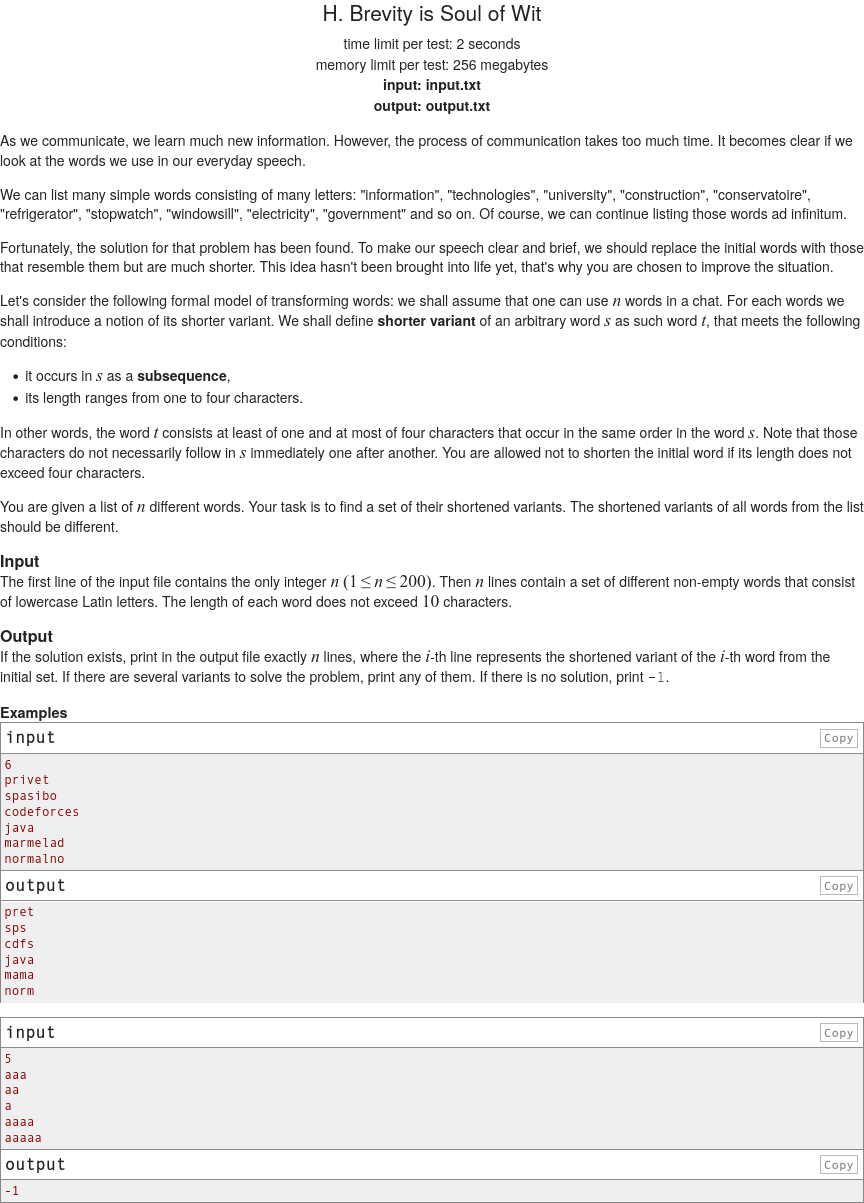 H. Brevity is Soul of Wit
time limit per test: 2 seconds
memory limit per test: 256 megabytes
input: input.txt
output: output.txt
As we communicate, we learn much new information. However, the process of communication takes too much time. It becomes clear if we
look at the words we use in our everyday speech.
We can list many simple words consisting of many letters: "information", "technologies", "university", "construction", "conservatoire",
"refrigerator", "stopwatch", "windowsill", "electricity", "government" and so on. Of course, we can continue listing those words ad infinitum.
Fortunately, the solution for that problem has been found. To make our speech clear and brief, we should replace the initial words with those
that resemble them but are much shorter. This idea hasn't been brought into life yet, that's why you are chosen to improve the situation.
Let's consider the following formal model of transforming words: we shall assume that one can use n words in a chat. For each words we
shall introduce a notion of its shorter variant. We shall define shorter variant of an arbitrary word s as such word t, that meets the following
conditions:
• it occurs in s as a subsequence,
• its length ranges from one to four characters.
In other words, the word t consists at least of one and at most of four characters that occur in the same order in the word s. Note that those
characters do not necessarily follow in s immediately one after another. You are allowed not to shorten the initial word if its length does not
exceed four characters.
You are given a list of n different words. Your task is to find a set of their shortened variants. The shortened variants of all words from the list
should be different.
Input
The first line of the input file contains the only integer n (1 ≤ n ≤ 200). Then n lines contain a set of different non-empty words that consist
of lowercase Latin letters. The length of each word does not exceed 10 characters.
Output
If the solution exists, print in the output file exactly n lines, where the i-th line represents the shortened variant of the i-th word from the
initial set. If there are several variants to solve the problem, print any of them. If there is no solution, print -1.
Examples
input Copy
6
privet
spasibo
codeforces
java
marmelad
normalno
output Copy
pret
sps
cdfs
java
mama
norm
input Copy
5
aaa
aa
a
aaaa
aaaaa
output Copy
-1